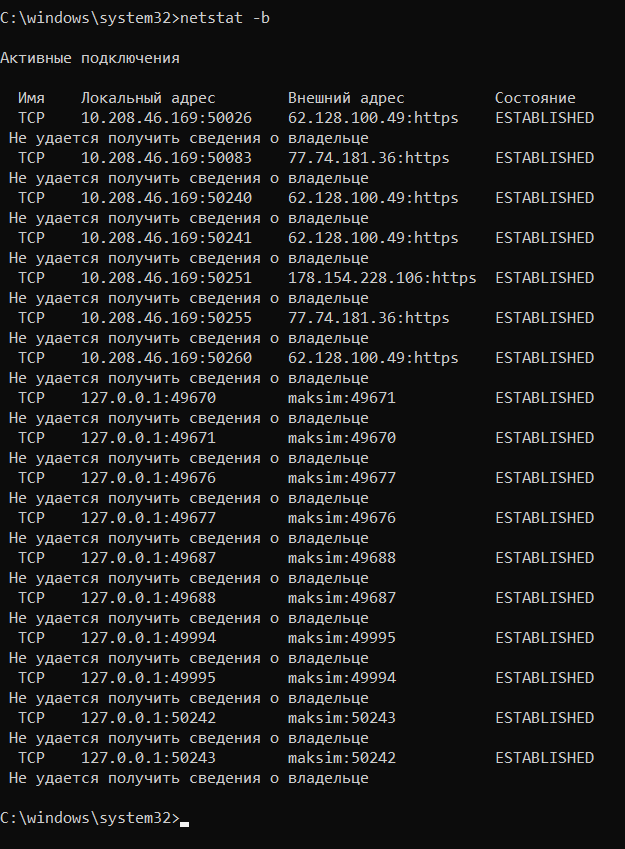 C:\windows\system32>netstat -b
Активные подключения
Имя Локальный адрес Внешний адрес Состояние
TCP 10.208.46.169:50026 62.128.100.49:https ESTABLISHED
Не удается получить сведения о владельце
TCP 10.208.46.169:50083 77.74.181.36:https ESTABLISHED
Не удается получить сведения о владельце
TCP 10.208.46.169:50240 62.128.100.49:https ESTABLISHED
Не удается получить сведения о владельце
TCP 10.208.46.169:50241 62.128.100.49:https ESTABLISHED
Не удается получить сведения о владельце
TCP 10.208.46.169:50251 178.154.228.106:https ESTABLISHED
Не удается получить сведения о владельце
TCP 10.208.46.169:50255 77.74.181.36:https ESTABLISHED
Не удается получить сведения о владельце
TCP 10.208.46.169:50260 62.128.100.49:https ESTABLISHED
Не удается получить сведения о владельце
TCP 127.0.0.1:49670 maksim:49671 ESTABLISHED
Не удается получить сведения о владельце
TCP 127.0.0.1:49671 maksim:49670 ESTABLISHED
Не удается получить сведения о владельце
TCP 127.0.0.1:49676 maksim:49677 ESTABLISHED
Не удается получить сведения о владельце
TCP 127.0.0.1:49677 maksim:49676 ESTABLISHED
Не удается получить сведения о владельце
TCP 127.0.0.1:49687 maksim:49688 ESTABLISHED
Не удается получить сведения о владельце
TCP 127.0.0.1:49688 maksim:49687 ESTABLISHED
Не удается получить сведения о владельце
TCP 127.0.0.1:49994 maksim:49995 ESTABLISHED
Не удается получить сведения о владельце
TCP 127.0.0.1:49995 maksim:49994 ESTABLISHED
Не удается получить сведения о владельце
TCP 127.0.0.1:50242 maksim:50243 ESTABLISHED
Не удается получить сведения о владельце
TCP 127.0.0.1:50243 maksim:50242 ESTABLISHED
Не удается получить сведения о владельце
C:\windows\system32>